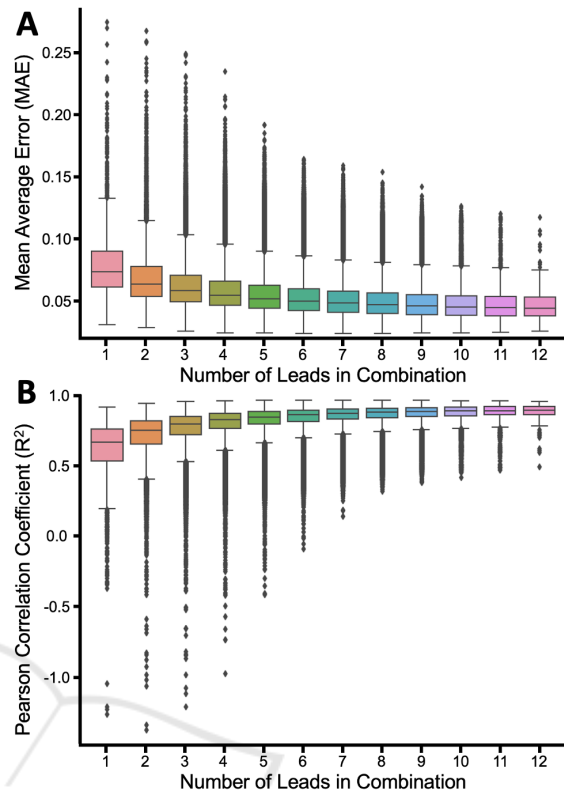 A
Mean Average Error (MAE)
0.25
0.20
0.15
0.10
0.05
1 2 3 4 5 6 7 8 9 10 11 12
Number of Leads in Combination
B
Pearson Correlation Coefficient (R²)
1.0
0.5
0.0
-0.5
-1.0
1 2 3 4 5 6 7 8 9 10 11 12
Number of Leads in Combination